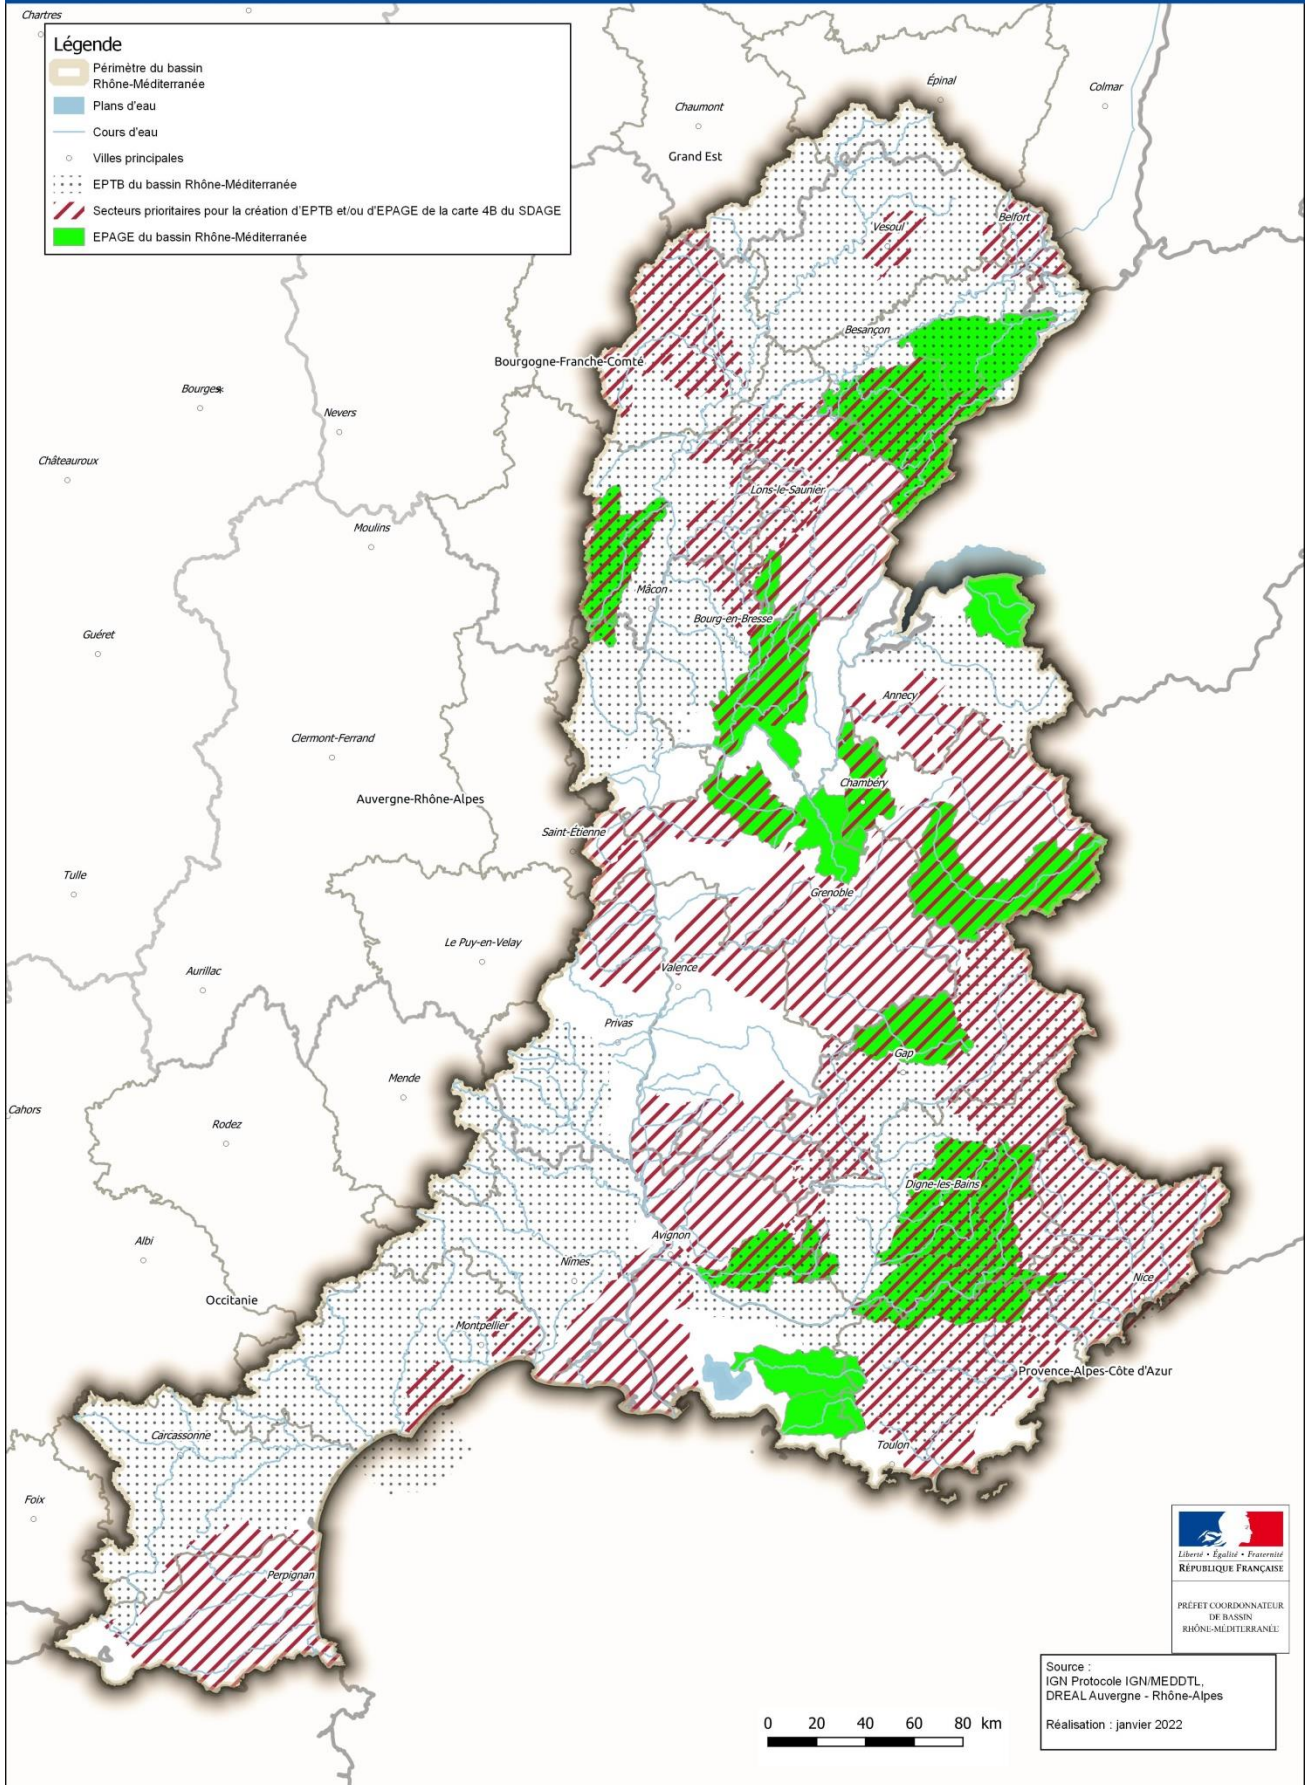 Chartres
Légende
Périmètre du bassin
Rhône-Méditerranée
Plans d'eau
Cours d'eau
Villes principales
EPTB du bassin Rhône-Méditerranée
Secteurs prioritaires pour la création d'EPTB et/ou d'EPAGE de la carte 4B du SDAGE
EPAGE du bassin Rhône-Méditerranée
Épinal
Colmar
Chaumont
Grand Est
Belfort
Vesoul
Besançon
Bourgogne-Franche-Comté
Bourges*
Nevers
Châteauroux
Lons-le-Saunier
Moulins
Mâcon
Bourg-en-Bresse
Guéret
Annecy
Clermont-Ferrand
Chambéry
Auvergne-Rhône-Alpes
Saint-Étienne
Tulle
Grenoble
Le Puy-en-Velay
Aurillac
Valence
Privas
Gap
Mende
Cahors
Rodez
Digne-les-Bains
Albi
Avignon
Nîmes
Nice
Occitanie
Montpellier
Provence-Alpes-Côte d'Azur
Carcassonne
Toulon
Foix
Perpignan
Liberté • Égalité • Fraternité
RÉPUBLIQUE FRANÇAISE
PRÉFET COORDONNATEUR
DE BASSIN
RHÔNE-MÉDITERRANÉE
Source :
IGN Protocole IGN/MEDDTL,
DREAL Auvergne - Rhône-Alpes
Réalisation : janvier 2022
0 20 40 60 80 km